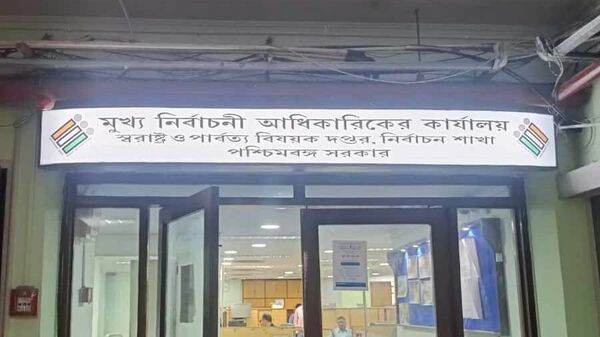 মুখ্য নির্বাচনী আধিকারিকের কার্যালয়
স্বরাষ্ট্র ও পার্বত্য বিষয়ক দপ্তর, নির্বাচন শাখা
পশ্চিমবঙ্গ সরকার